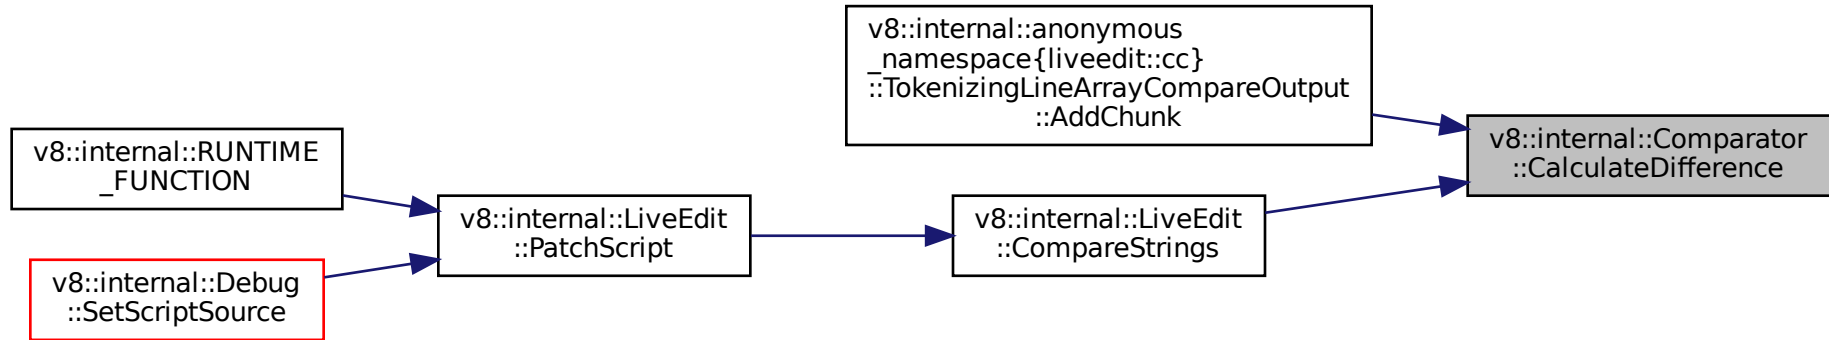 v8::internal::anonymous
_namespace{liveedit::cc}
::TokenizingLineArrayCompareOutput
::AddChunk
v8::internal::Comparator
::CalculateDifference
v8::internal::RUNTIME
_FUNCTION
v8::internal::LiveEdit
::PatchScript
v8::internal::LiveEdit
::CompareStrings
v8::internal::Debug
::SetScriptSource